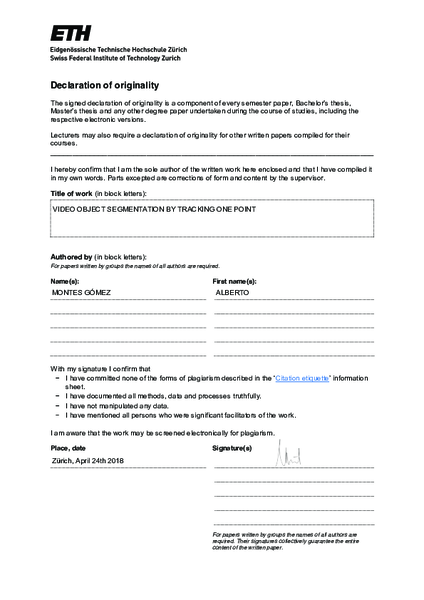 ETH
Eidgenössische Technische Hochschule Zürich
Swiss Federal Institute of Technology Zurich
Declaration of originality
The signed declaration of originality is a component of every semester paper, Bachelor's thesis,
Master's thesis and any other degree paper undertaken during the course of studies, including the
respective electronic versions.
Lecturers may also require a declaration of originality for other written papers compiled for their
courses.
I hereby confirm that I am the sole author of the written work here enclosed and that I have compiled it
in my own words. Parts excepted are corrections of form and content by the supervisor.
Title of work (in block letters):
VIDEO OBJECT SEGMENTATION BY TRACKING ONE POINT
Authored by (in block letters):
For papers written by groups the names of all authors are required.
Name(s): First name(s):
MONTES GÓMEZ ALBERTO
With my signature I confirm that
− I have committed none of the forms of plagiarism described in the 'Citation etiquette' information
sheet.
− I have documented all methods, data and processes truthfully.
− I have not manipulated any data.
− I have mentioned all persons who were significant facilitators of the work.
I am aware that the work may be screened electronically for plagiarism.
Place, date Signature(s)
Zürich, April 24th 2018
For papers written by groups the names of all authors are
required. Their signatures collectively guarantee the entire
content of the written paper.